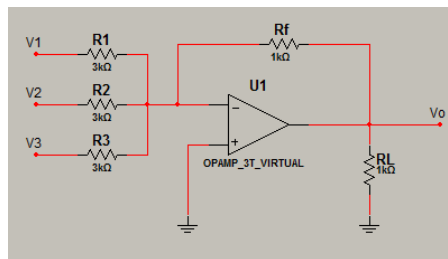 V1
R1
3kΩ
V2
R2
3kΩ
V3
R3
3kΩ
Rf
1kΩ
U1
OPAMP_3T_VIRTUAL
Vo
RL
1kΩ